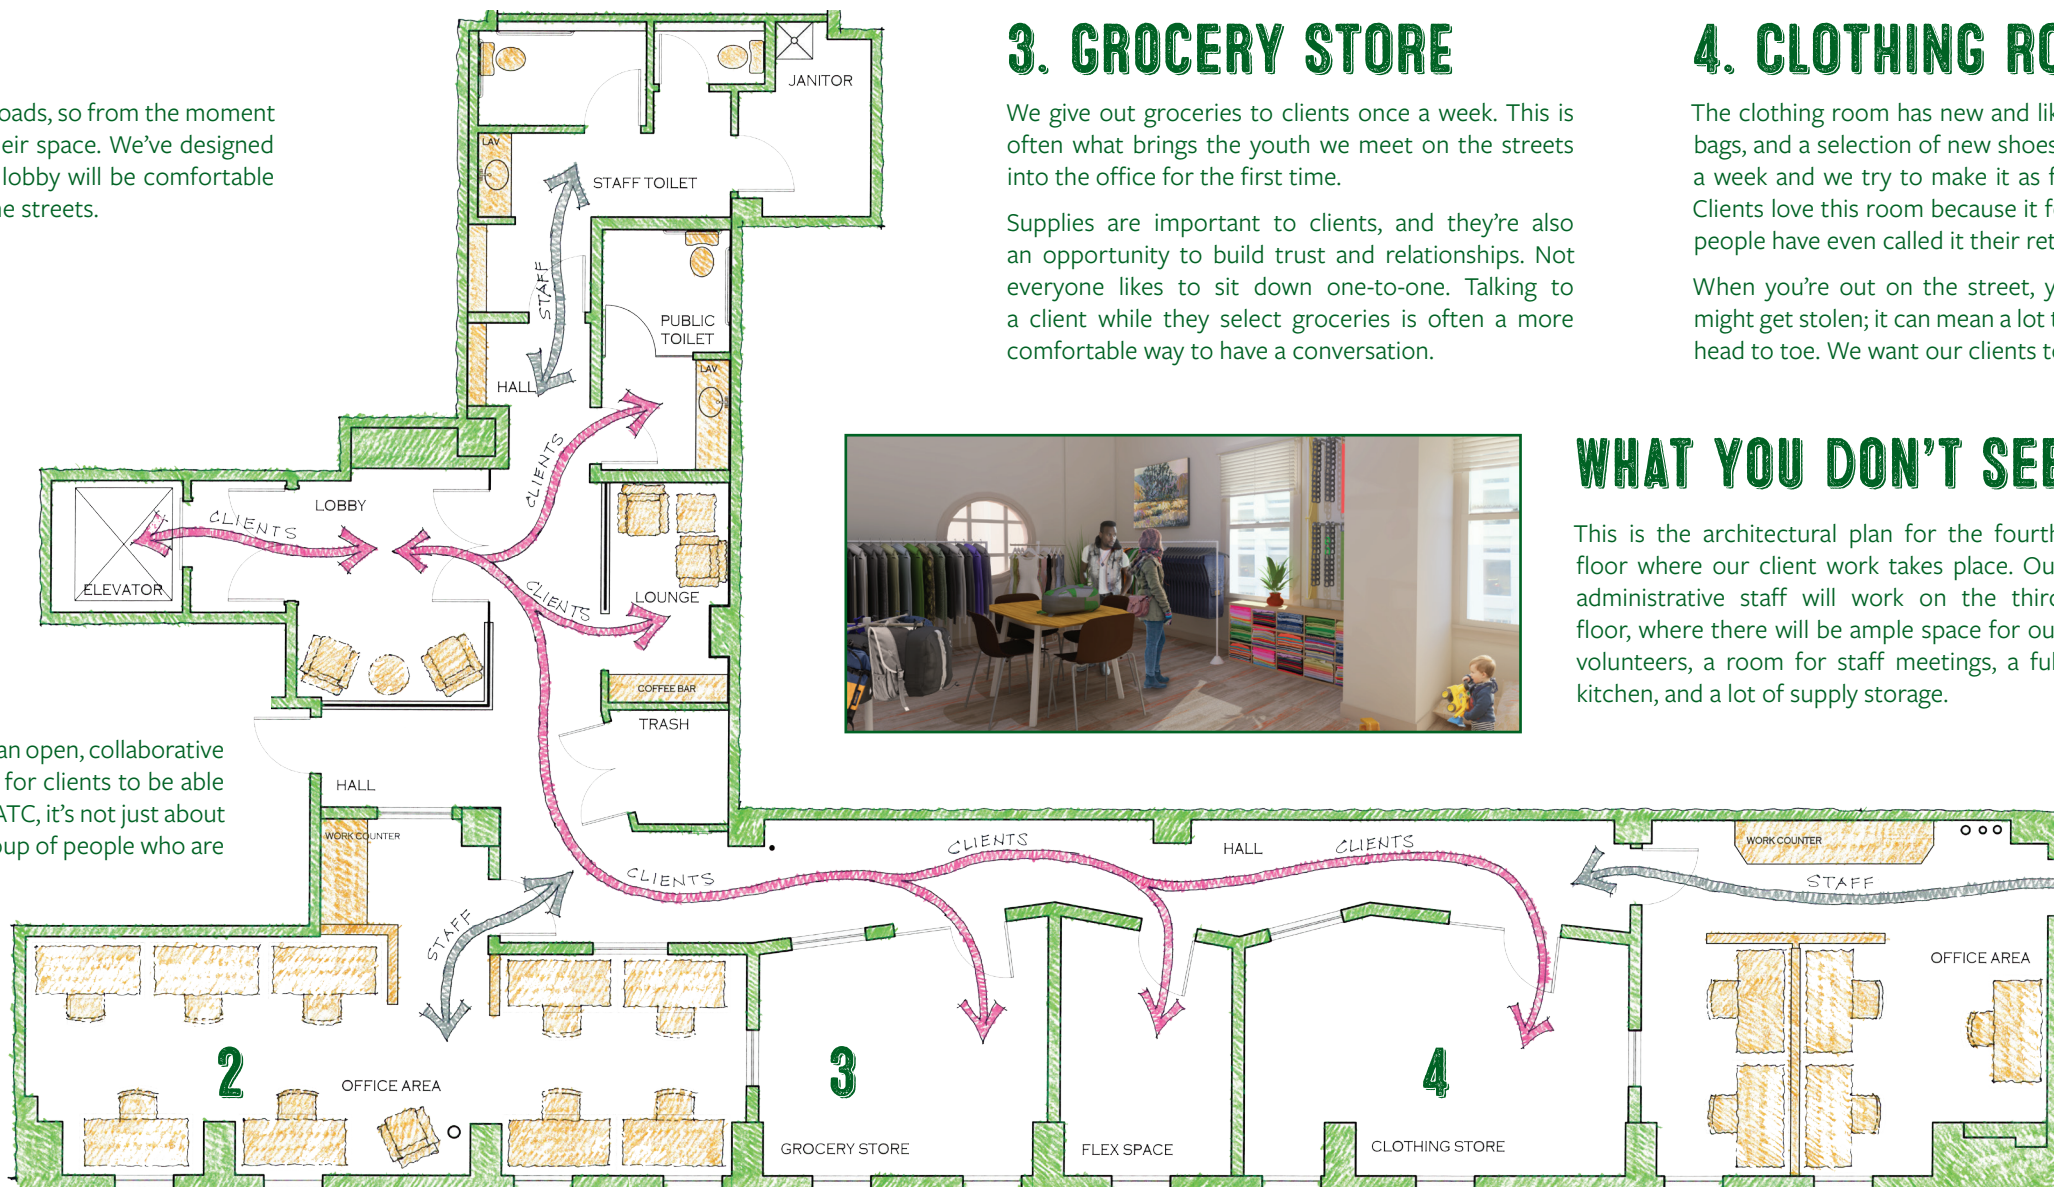 oads, so from the moment
eir space. We've designed
lobby will be comfortable
e streets.
an open, collaborative
for clients to be able
ATC, it's not just about
oup of people who are
3. GROCERY STORE
We give out groceries to clients once a week. This is
often what brings the youth we meet on the streets
into the office for the first time.
Supplies are important to clients, and they're also
an opportunity to build trust and relationships. Not
everyone likes to sit down one-to-one. Talking to
a client while they select groceries is often a more
comfortable way to have a conversation.
4. CLOTHING RO
The clothing room has new and lik
bags, and a selection of new shoes
a week and we try to make it as f
Clients love this room because it f
people have even called it their ret
When you're out on the street, y
might get stolen; it can mean a lot t
head to toe. We want our clients t
WHAT YOU DON'T SEE
This is the architectural plan for the fourth
floor where our client work takes place. Ou
administrative staff will work on the third
floor, where there will be ample space for ou
volunteers, a room for staff meetings, a ful
kitchen, and a lot of supply storage.
JANITOR
LAV
STAFF TOILET
STAFF
PUBLIC
TOILET
HALL
LAV
CLIENTS
LOBBY
CLIENTS
ELEVATOR
CLIENTS
LOUNGE
COFFEE BAR
TRASH
HALL
WORK COUNTER
CLIENTS
CLIENTS
HALL
CLIENTS
WORK COUNTER
STAFF
STAFF
OFFICE AREA
2
OFFICE AREA
3
GROCERY STORE
FLEX SPACE
4
CLOTHING STORE